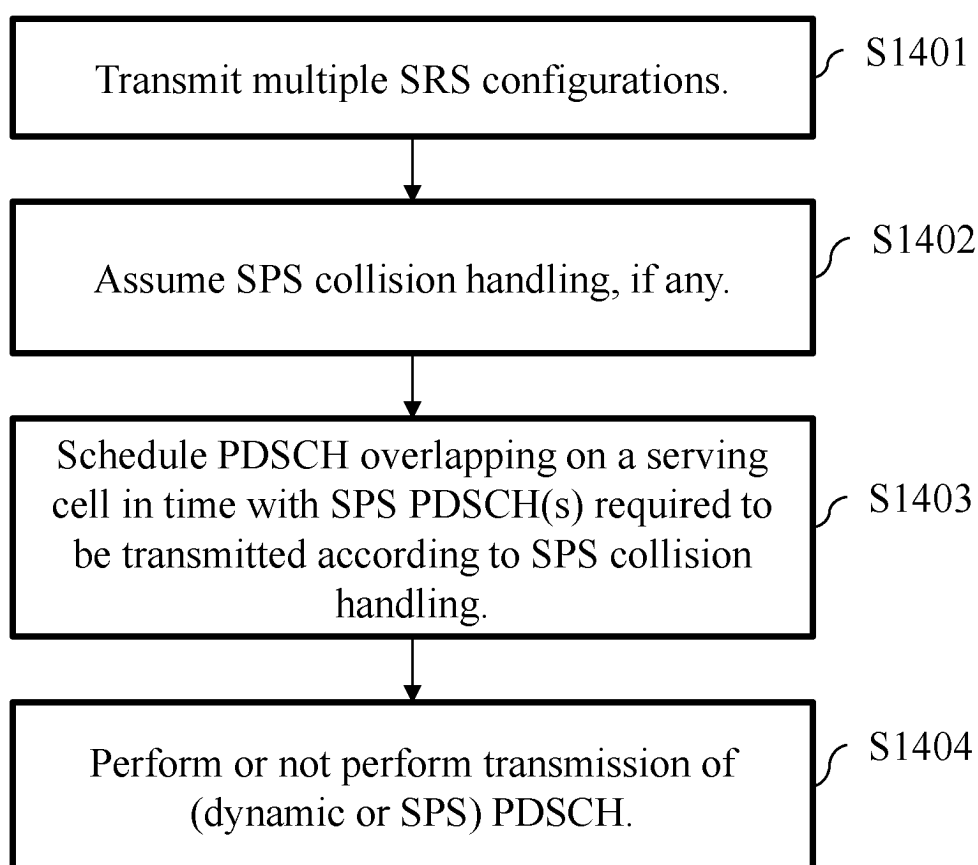 Transmit multiple SRS configurations.
S1401
Assume SPS collision handling, if any.
S1402
Schedule PDSCH overlapping on a serving
cell in time with SPS PDSCH(s) required to
be transmitted according to SPS collision
handling.
S1403
Perform or not perform transmission of
(dynamic or SPS) PDSCH.
S1404